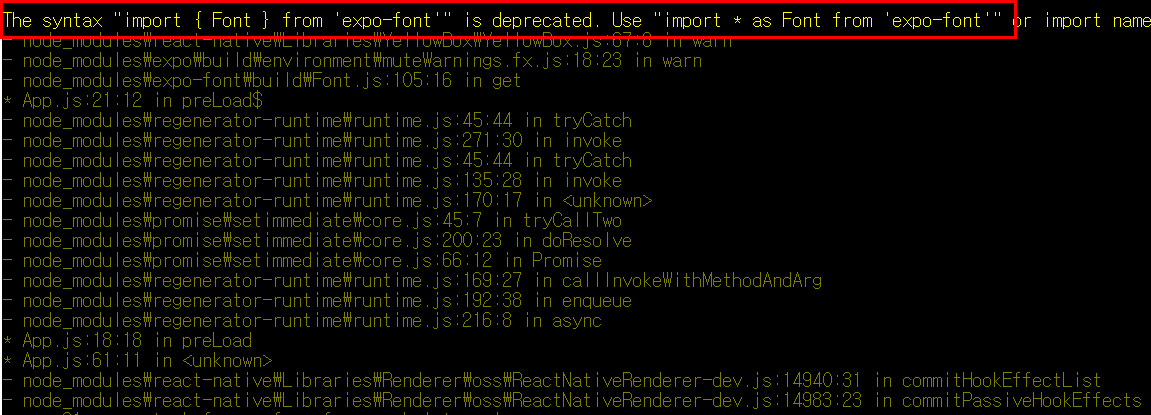 The syntax "import { Font } from 'expo-font'" is deprecated. Use "import * as Font from 'expo-font'" or import name
- node_modules₩react-native₩Libraries₩YellowBox₩YellowBox.js:67:8 in warn
- node_modules₩expo₩build₩environment₩muteWarnings.fx.js:18:23 in warn
- node_modules₩expo-font₩build₩Font.js:105:16 in get
* App.js:21:12 in preLoad$
- node_modules₩regenerator-runtime₩runtime.js:45:44 in tryCatch
- node_modules₩regenerator-runtime₩runtime.js:271:30 in invoke
- node_modules₩regenerator-runtime₩runtime.js:45:44 in tryCatch
- node_modules₩regenerator-runtime₩runtime.js:135:28 in invoke
- node_modules₩regenerator-runtime₩runtime.js:170:17 in <unknown>
- node_modules₩promise₩setimmediate₩core.js:45:7 in tryCallTwo
- node_modules₩promise₩setimmediate₩core.js:200:23 in doResolve
- node_modules₩promise₩setimmediate₩core.js:66:12 in Promise
- node_modules₩regenerator-runtime₩runtime.js:169:27 in callInvokeWithMethodAndArg
- node_modules₩regenerator-runtime₩runtime.js:192:38 in enqueue
- node_modules₩regenerator-runtime₩runtime.js:216:8 in async
* App.js:18:18 in preLoad
* App.js:61:11 in <unknown>
- node_modules₩react-native₩Libraries₩Renderer₩oss₩ReactNativeRenderer-dev.js:14940:31 in commitHookEffectList
- node_modules₩react-native₩Libraries₩Renderer₩oss₩ReactNativeRenderer-dev.js:14983:23 in commitPassiveHookEffects